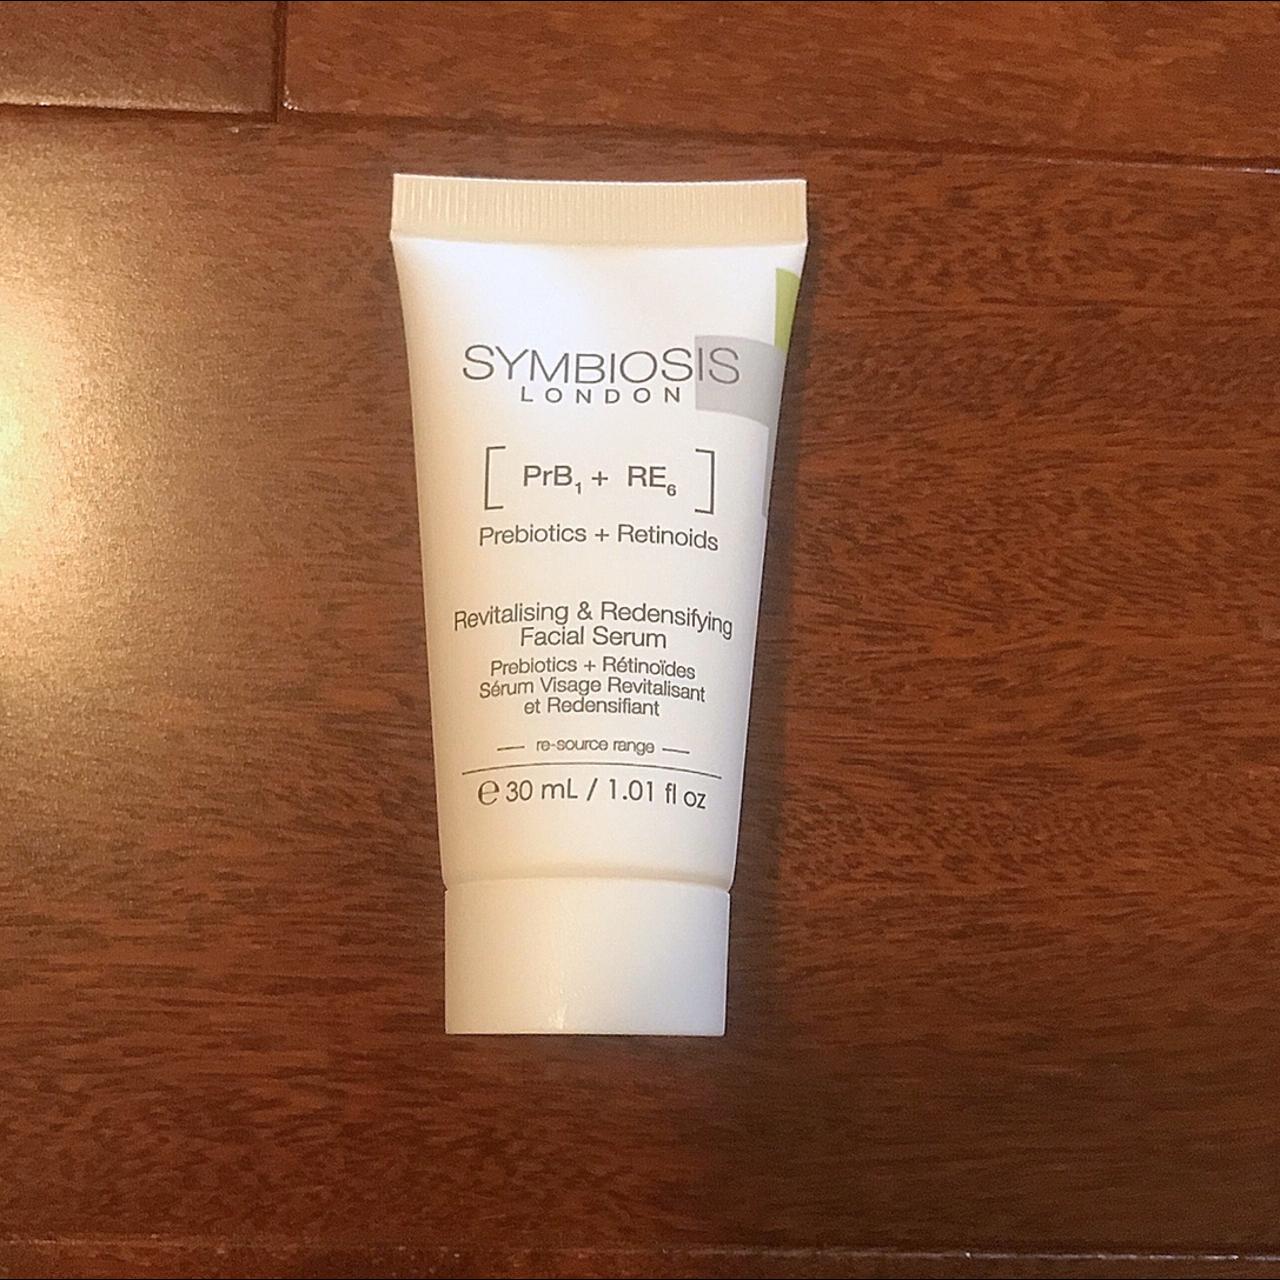 SYMBIOSIS
LONDON
[ PrB₁ + RE₆ ]
Prebiotics + Retinoids
Revitalising & Redensifying
Facial Serum
Prebiotics + Rétinoïdes
Sérum Visage Revitalisant
et Redensifiant
re-source range
℮ 30 mL / 1.01 fl oz